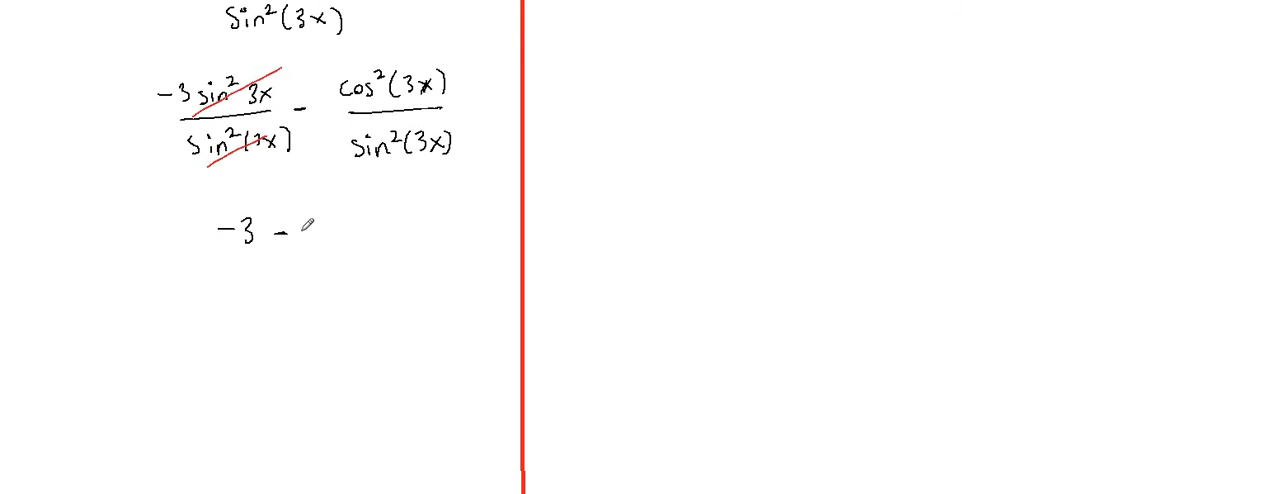 sin²(3x)
-3 sin² 3x / sin²(3x) - cos²(3x) / sin²(3x)
-3 -